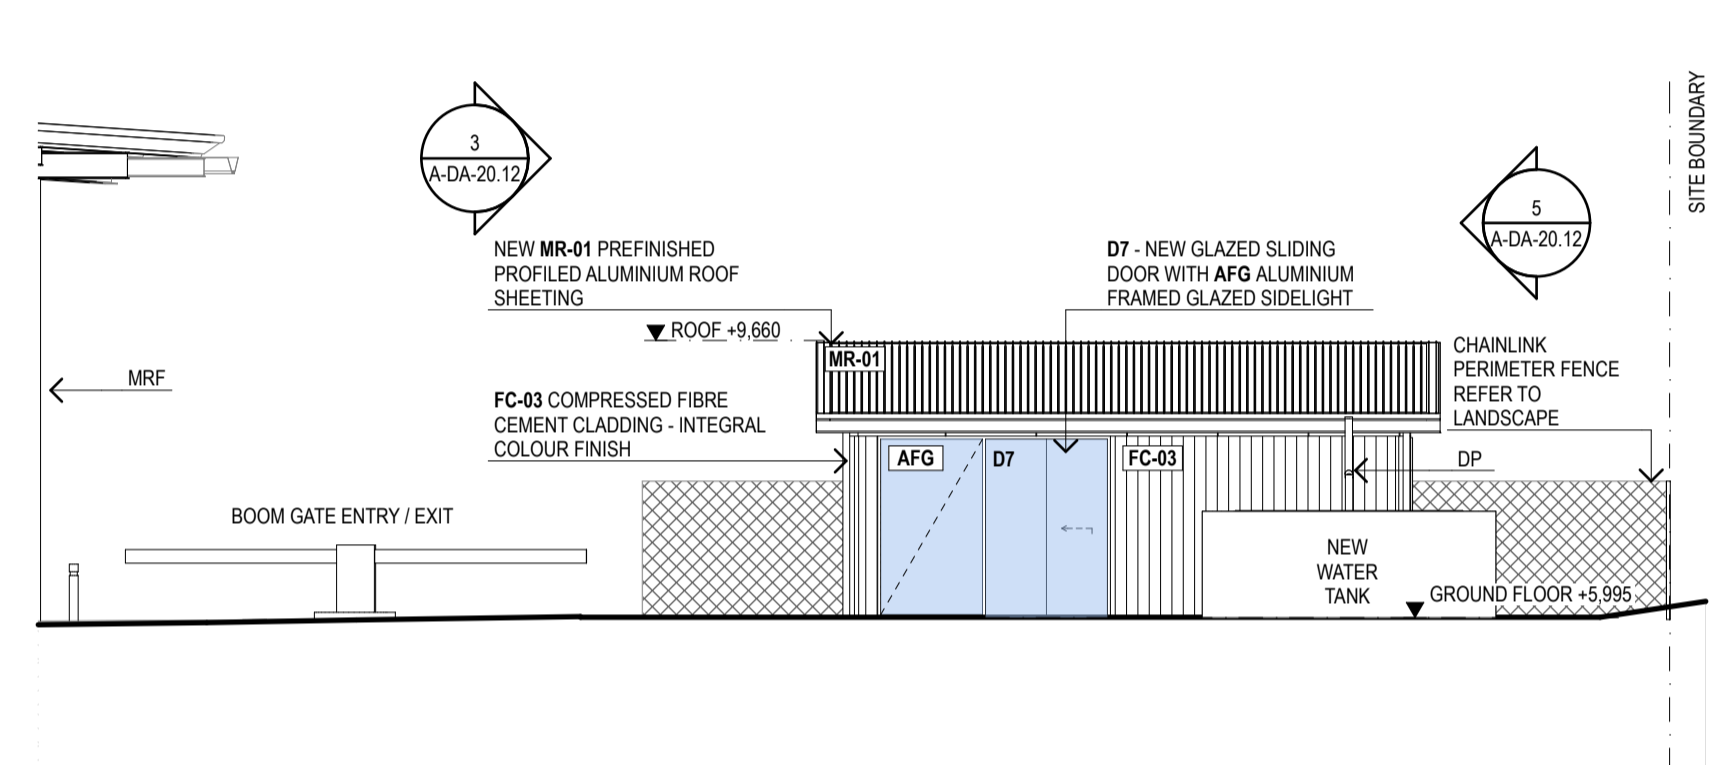 3
A-DA-20.12
SITE BOUNDARY
5
A-DA-20.12
NEW MR-01 PREFINISHED
PROFILED ALUMINIUM ROOF
SHEETING
D7 - NEW GLAZED SLIDING
DOOR WITH AFG ALUMINIUM
FRAMED GLAZED SIDELIGHT
ROOF +9,660
MR-01
CHAINLINK
PERIMETER FENCE
REFER TO
LANDSCAPE
MRF
FC-03 COMPRESSED FIBRE
CEMENT CLADDING - INTEGRAL
COLOUR FINISH
AFG
D7
FC-03
DP
BOOM GATE ENTRY / EXIT
NEW
WATER
TANK
GROUND FLOOR +5,995